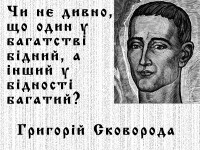 Чи не дивно,
що один у
багатстві
бідний, а
інший у
бідності
багатий?
Григорій Сковорода